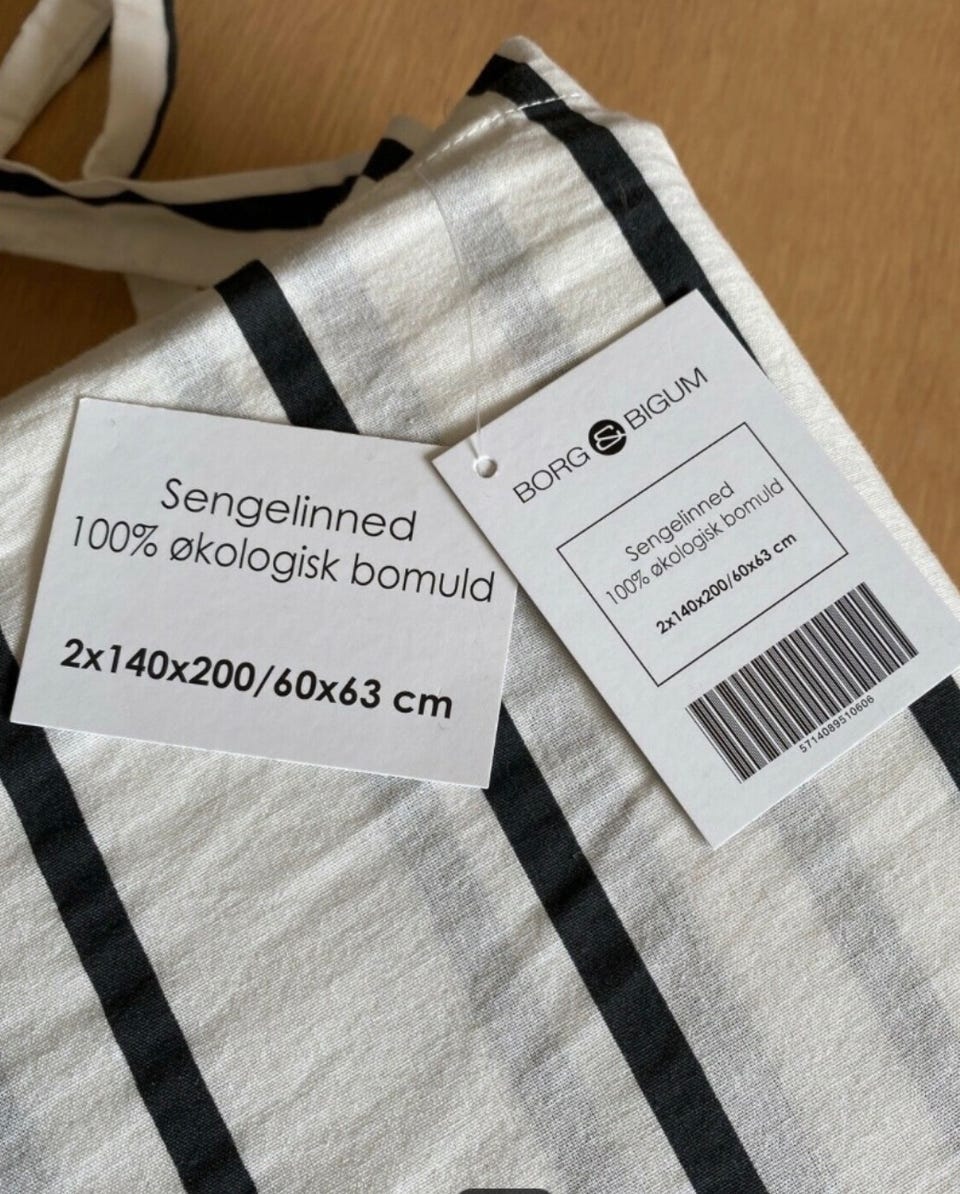 Sengelinned
100% økologisk bomuld
2x140x200/60x63 cm
BORG & BIGUM
Sengelinned
100% økologisk bomuld
2x140x200/60x63 cm
5714089510606